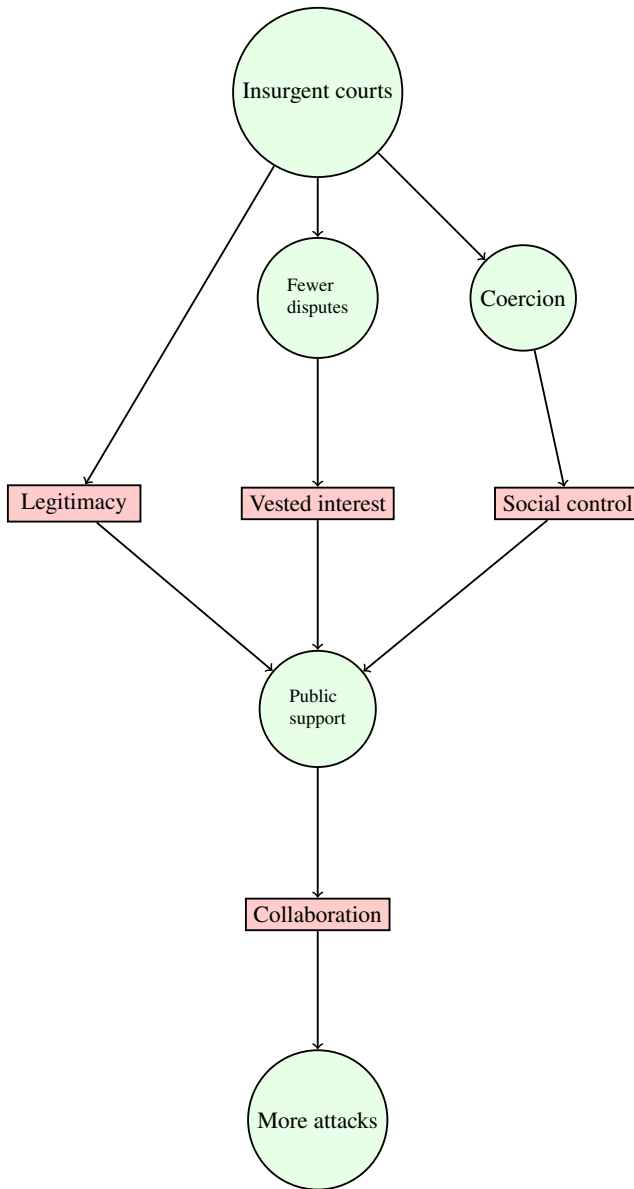 Insurgent courts
Fewer
disputes
Coercion
Legitimacy
Vested interest
Social control
Public
support
Collaboration
More attacks